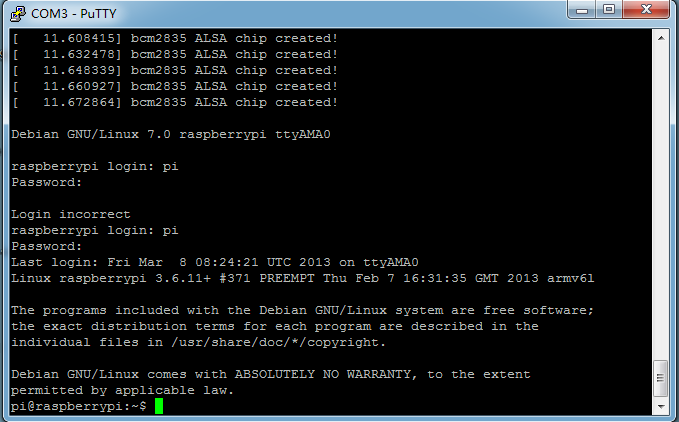 COM3 - PuTTY
[   11.608415] bcm2835 ALSA chip created!
[   11.632478] bcm2835 ALSA chip created!
[   11.648339] bcm2835 ALSA chip created!
[   11.660927] bcm2835 ALSA chip created!
[   11.672864] bcm2835 ALSA chip created!
Debian GNU/Linux 7.0 raspberrypi ttyAMA0
raspberrypi login: pi
Password:
Login incorrect
raspberrypi login: pi
Password:
Last login: Fri Mar  8 08:24:21 UTC 2013 on ttyAMA0
Linux raspberrypi 3.6.11+ #371 PREEMPT Thu Feb 7 16:31:35 GMT 2013 armv6l
The programs included with the Debian GNU/Linux system are free software;
the exact distribution terms for each program are described in the
individual files in /usr/share/doc/*/copyright.
Debian GNU/Linux comes with ABSOLUTELY NO WARRANTY, to the extent
permitted by applicable law.
pi@raspberrypi:~$